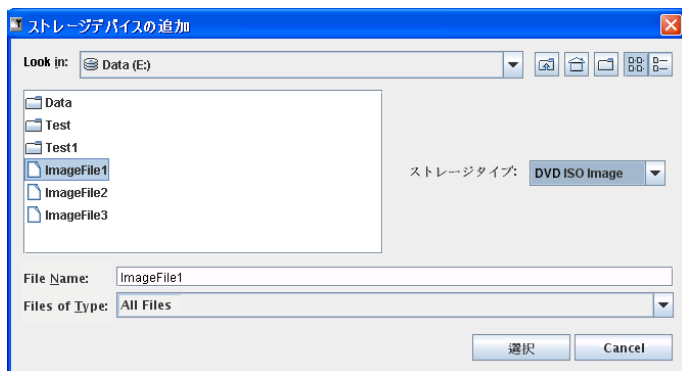 ストレージデバイスの追加
Look in: Data (E:)
Data
Test
Test1
ImageFile1
ImageFile2
ImageFile3
ストレージタイプ: DVD ISO Image
File Name: ImageFile1
Files of Type: All Files
選択 Cancel